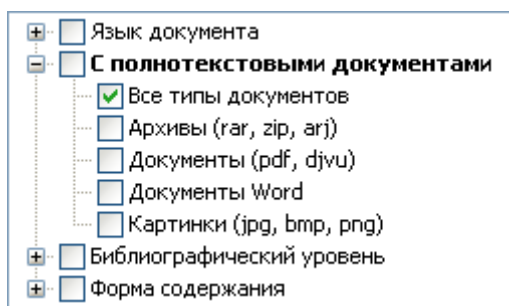 Язык документа
С полнотекстовыми документами
Все типы документов
Архивы (rar, zip, arj)
Документы (pdf, djvu)
Документы Word
Картинки (jpg, bmp, png)
Библиографический уровень
Форма содержания